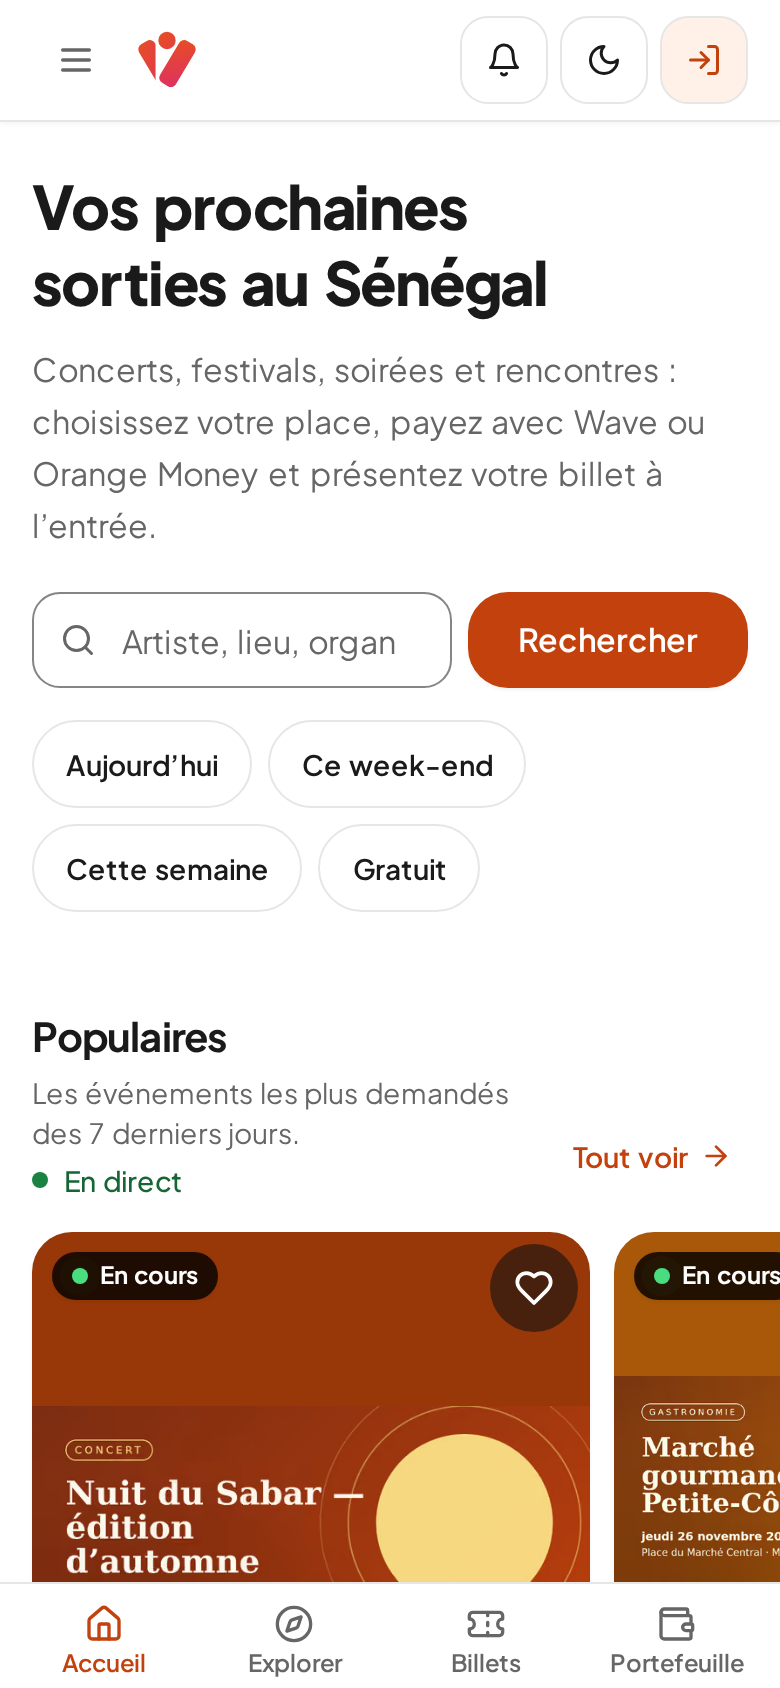 Vos prochaines
sorties au Sénégal
Concerts, festivals, soirées et rencontres :
choisissez votre place, payez avec Wave ou
Orange Money et présentez votre billet à
l’entrée.
Artiste, lieu, organ
Rechercher
Aujourd’hui
Ce week-end
Cette semaine
Gratuit
Populaires
Les événements les plus demandés
des 7 derniers jours.
En direct
Tout voir
En cours
CONCERT
Nuit du Sabar —
édition
d’automne
En cours
GASTRONOMIE
Marché
gourman
Petite-Cô
jeudi 26 novembre 20
Place du Marché Central · M
Accueil
Explorer
Billets
Portefeuille